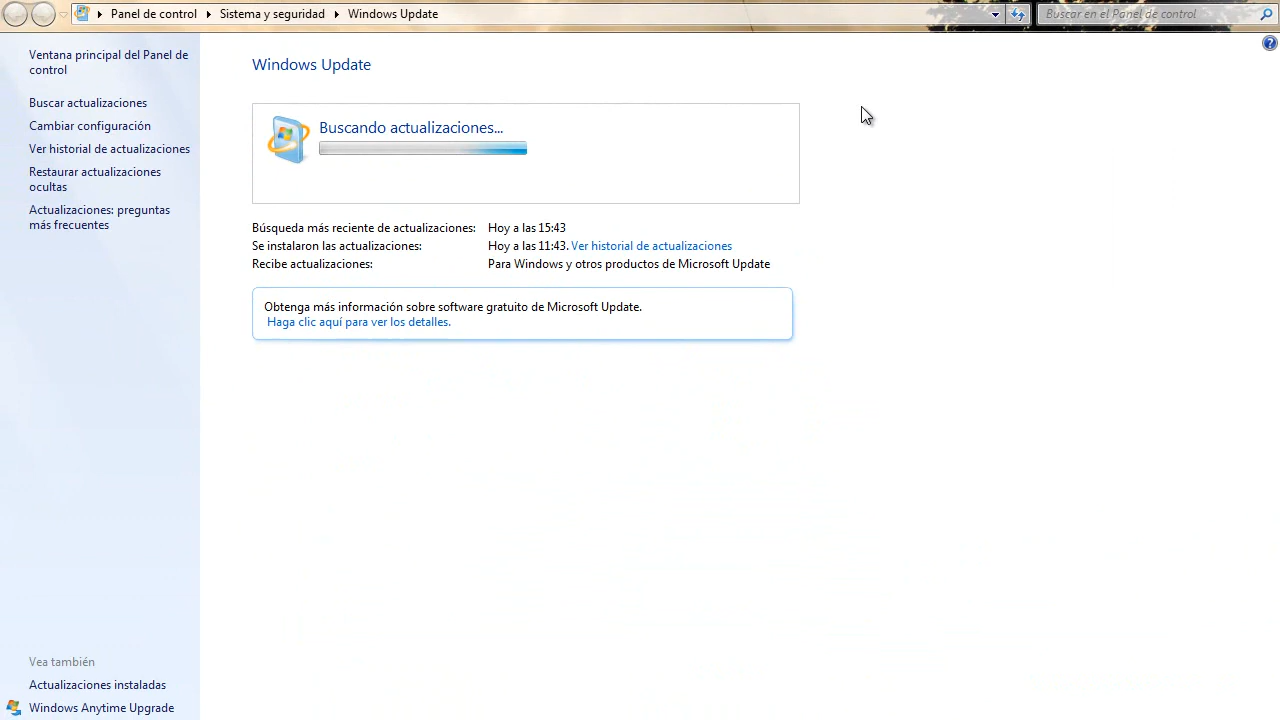 Panel de control
Sistema y seguridad
Windows Update
Buscar en el Panel de control
Ventana principal del Panel de
control
Buscar actualizaciones
Cambiar configuración
Ver historial de actualizaciones
Restaurar actualizaciones
ocultas
Actualizaciones: preguntas
más frecuentes
Vea también
Actualizaciones instaladas
Windows Anytime Upgrade
Windows Update
Buscando actualizaciones...
Búsqueda más reciente de actualizaciones: Hoy a las 15:43
Se instalaron las actualizaciones: Hoy a las 11:43. Ver historial de actualizaciones
Recibe actualizaciones: Para Windows y otros productos de Microsoft Update
Obtenga más información sobre software gratuito de Microsoft Update.
Haga clic aquí para ver los detalles.